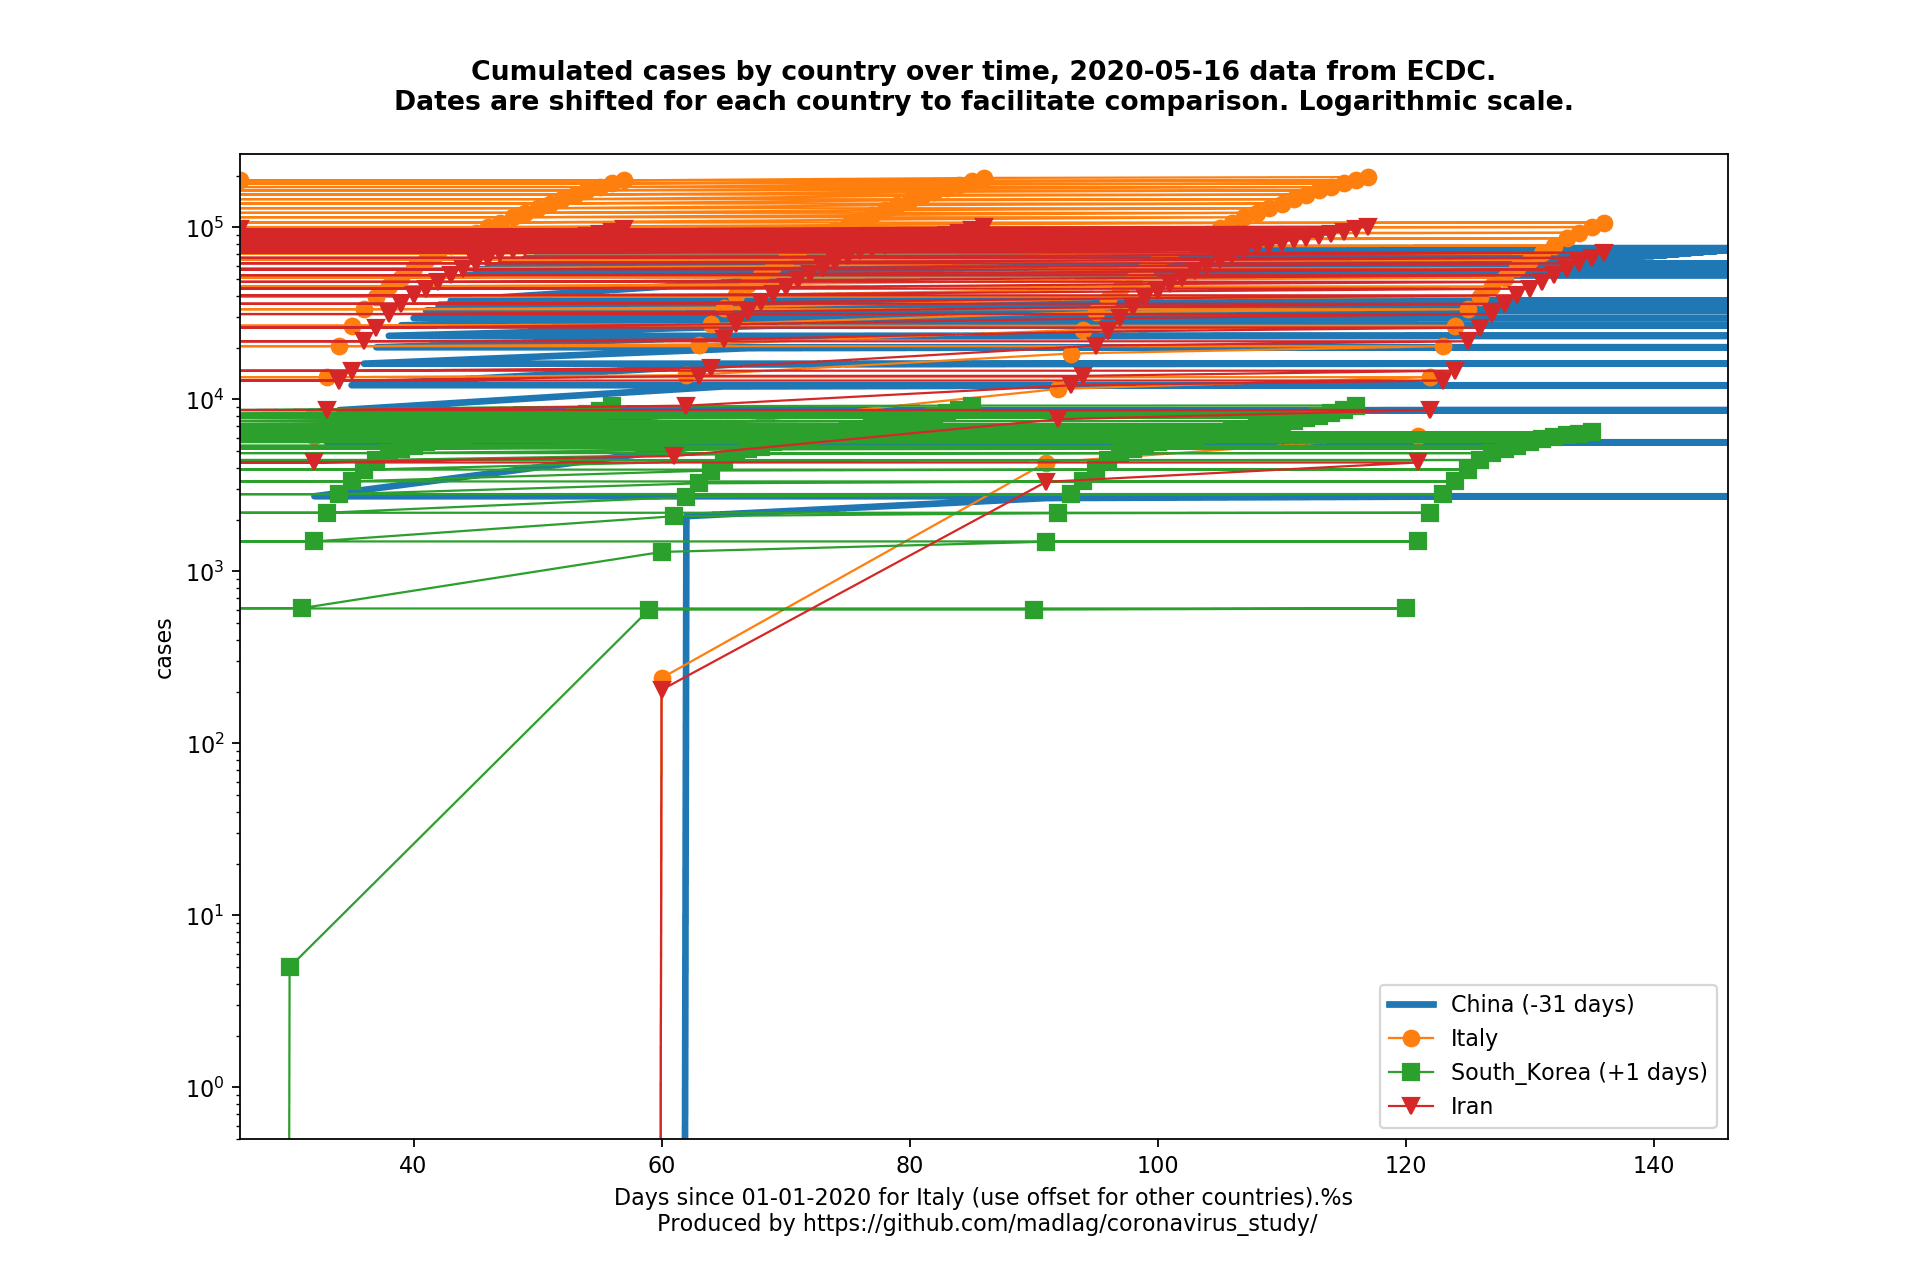 Cumulated cases by country over time, 2020-05-16 data from ECDC.
Dates are shifted for each country to facilitate comparison. Logarithmic scale.
10^5
10^4
10^3
10^2
10^1
10^0
cases
40 60 80 100 120 140
Days since 01-01-2020 for Italy (use offset for other countries).%s
Produced by https://github.com/madlag/coronavirus_study/
China (-31 days)
Italy
South_Korea (+1 days)
Iran